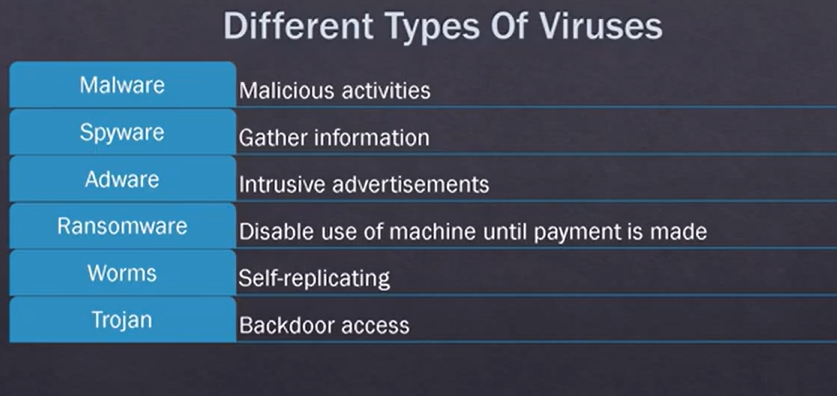 Different Types Of Viruses
Malware Malicious activities
Spyware Gather information
Adware Intrusive advertisements
Ransomware Disable use of machine until payment is made
Worms Self-replicating
Trojan Backdoor access